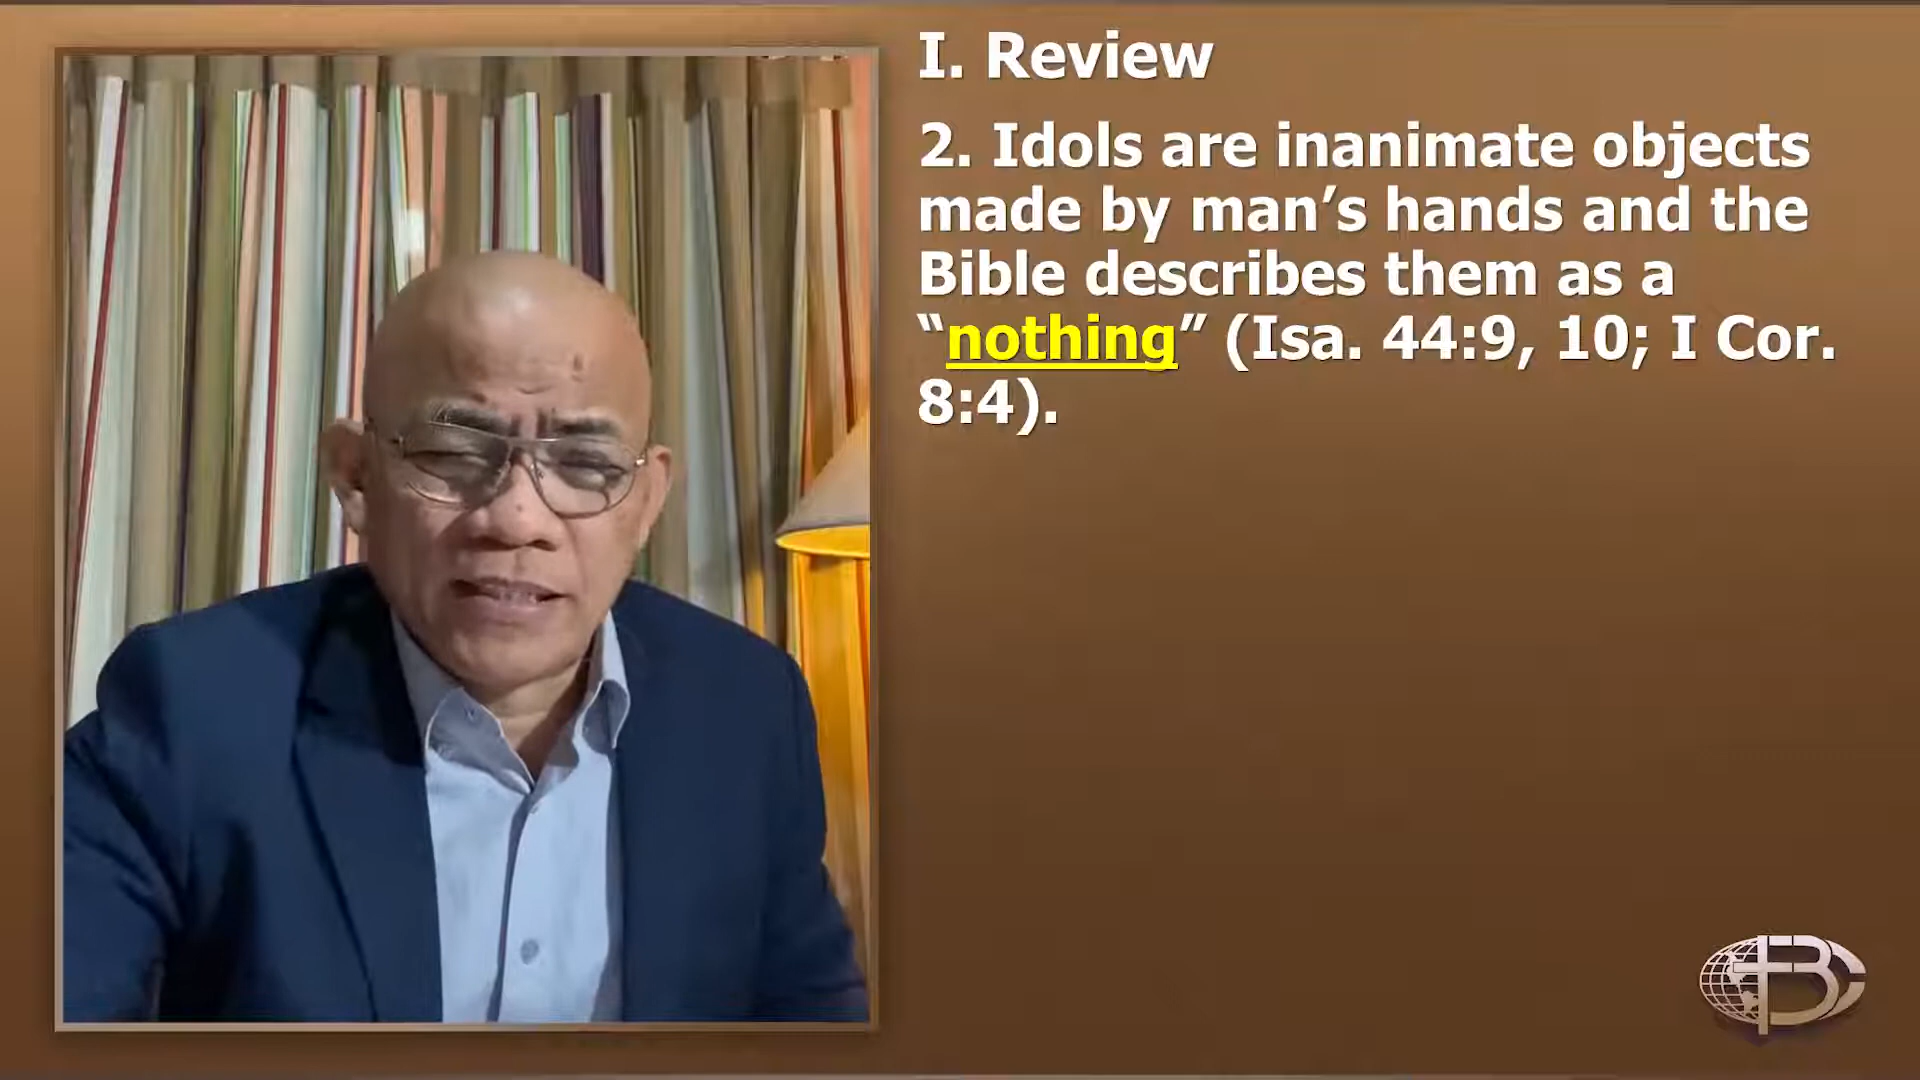 I. Review
2. Idols are inanimate objects
made by man’s hands and the
Bible describes them as a
“nothing” (Isa. 44:9, 10; I Cor.
8:4).